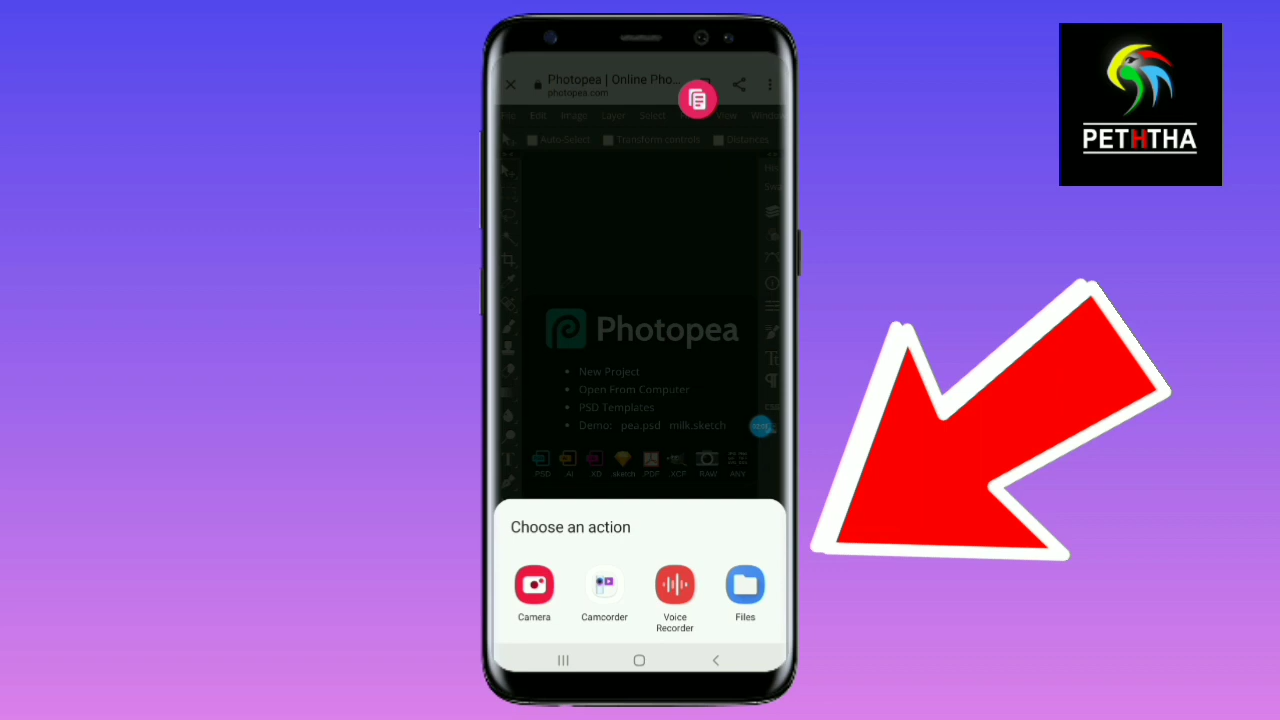 Photopea | Online Pho...
photopea.com
PETHTHA
File Edit Image Layer Select View Window
Auto-Select Transform controls Distances
Photopea
New Project
Open From Computer
PSD Templates
Demo: pea.psd milk.sketch
.PSD .AI .XD .sketch .PDF .XCF RAW ANY
Choose an action
Camera Camcorder Voice Recorder Files